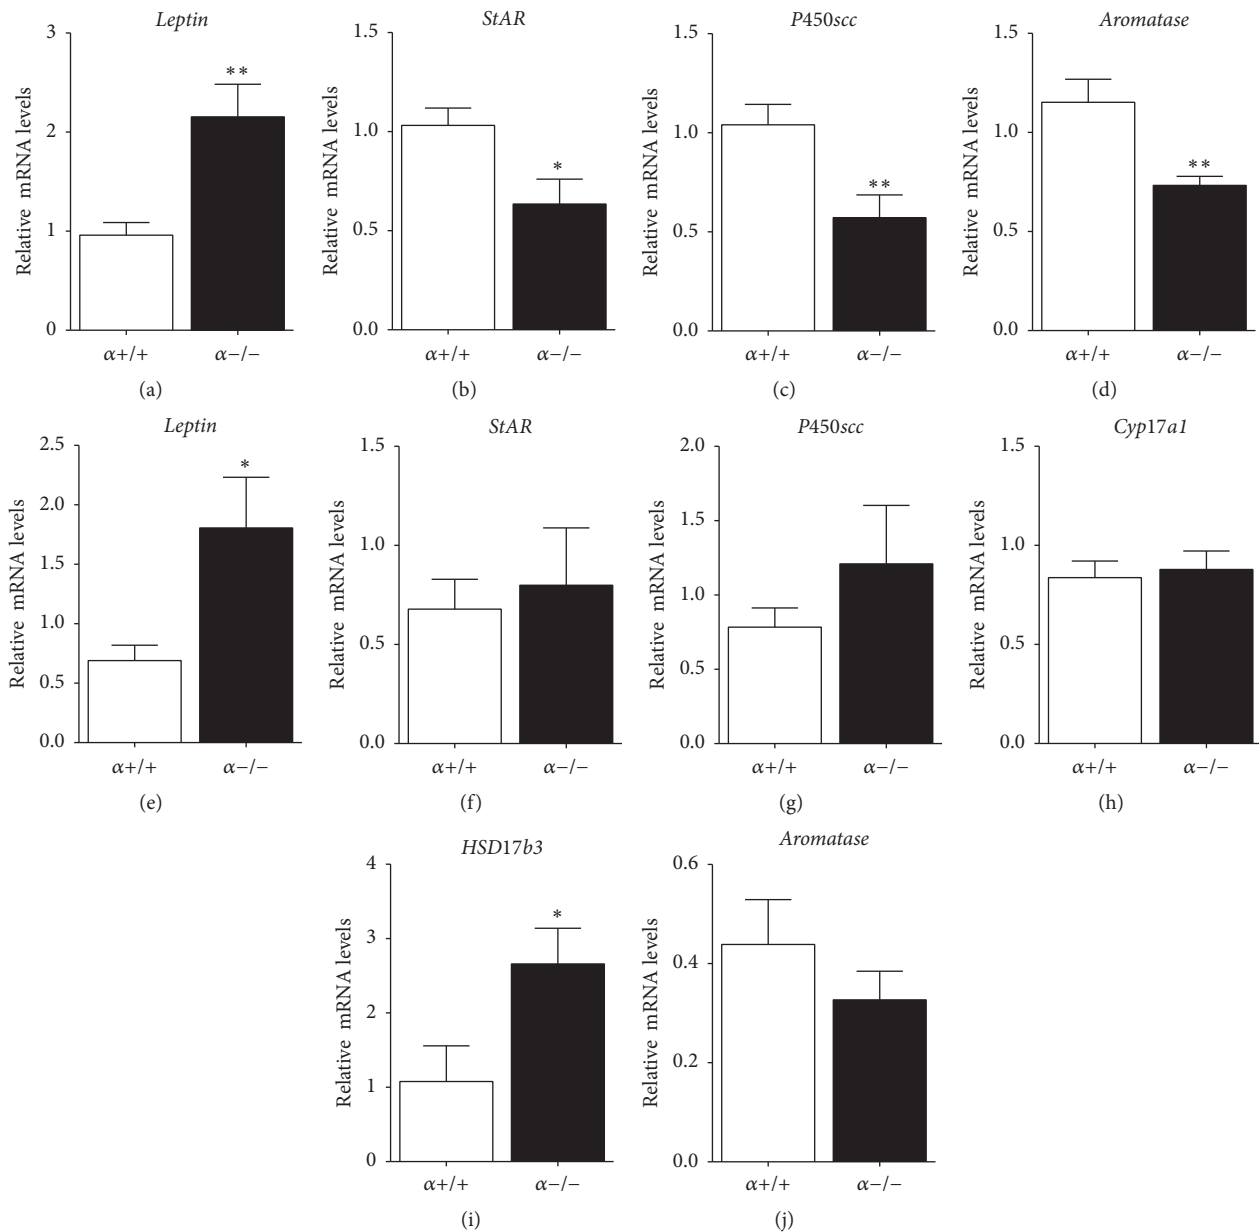 Leptin
3
2
1
0
Relative mRNA levels
**
α+/+
α−/−
(a)
StAR
1.5
1.0
0.5
0.0
Relative mRNA levels
*
α+/+
α−/−
(b)
P450scc
1.5
1.0
0.5
0.0
Relative mRNA levels
**
α+/+
α−/−
(c)
Aromatase
1.5
1.0
0.5
0.0
Relative mRNA levels
**
α+/+
α−/−
(d)
Leptin
2.5
2.0
1.5
1.0
0.5
0.0
Relative mRNA levels
*
α+/+
α−/−
(e)
StAR
1.5
1.0
0.5
0.0
Relative mRNA levels
α+/+
α−/−
(f)
P450scc
2.0
1.5
1.0
0.5
0.0
Relative mRNA levels
α+/+
α−/−
(g)
Cyp17a1
1.5
1.0
0.5
0.0
Relative mRNA levels
α+/+
α−/−
(h)
HSD17b3
4
3
2
1
0
Relative mRNA levels
*
α+/+
α−/−
(i)
Aromatase
0.6
0.4
0.2
0.0
Relative mRNA levels
α+/+
α−/−
(j)